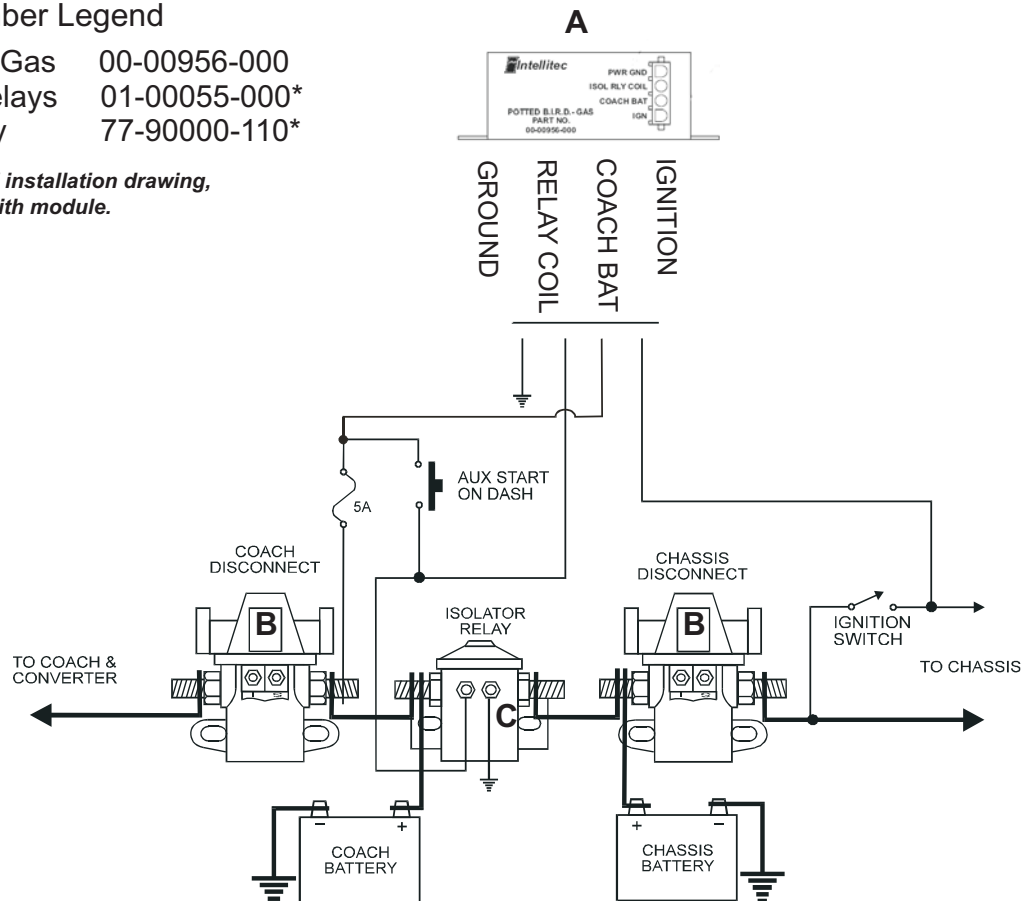 ber Legend
A
Gas 00-00956-000
elays 01-00055-000*
y 77-90000-110*
installation drawing,
ith module.
Intellitec
PWR GND
ISOL RLY COIL
COACH BAT
IGN
POTTED B.I.R.D.- GAS
PART NO.
00-00956-000
GROUND
RELAY COIL
COACH BAT
IGNITION
AUX START
ON DASH
5A
COACH
DISCONNECT
CHASSIS
DISCONNECT
B
ISOLATOR
RELAY
B
IGNITION
SWITCH
TO COACH &
CONVERTER
TO CHASSIS
C
− +
COACH
BATTERY
+ −
CHASSIS
BATTERY